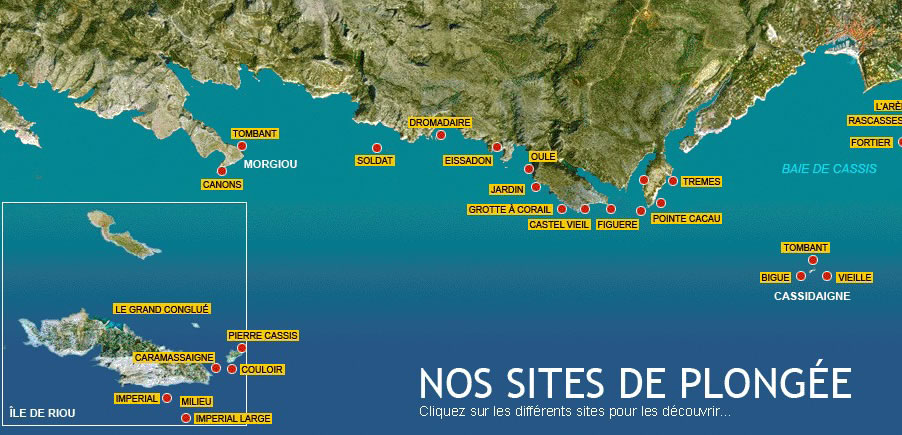 L'ARÈ
RASCASSES
FORTIER
BAIE DE CASSIS
DROMADAIRE
TOMBANT
MORGIOU
SOLDAT
EISSADON
OULE
CANONS
JARDIN
TREMES
GROTTE À CORAIL
CASTEL VIEIL
FIGUERE
POINTE CACAU
TOMBANT
BIGUE
VIEILLE
CASSIDAIGNE
LE GRAND CONGLUÉ
PIERRE CASSIS
CARAMASSAIGNE
COULOIR
IMPERIAL
MILIEU
IMPERIAL LARGE
ÎLE DE RIOU
NOS SITES DE PLONGÉE
Cliquez sur les différents sites pour les découvrir...